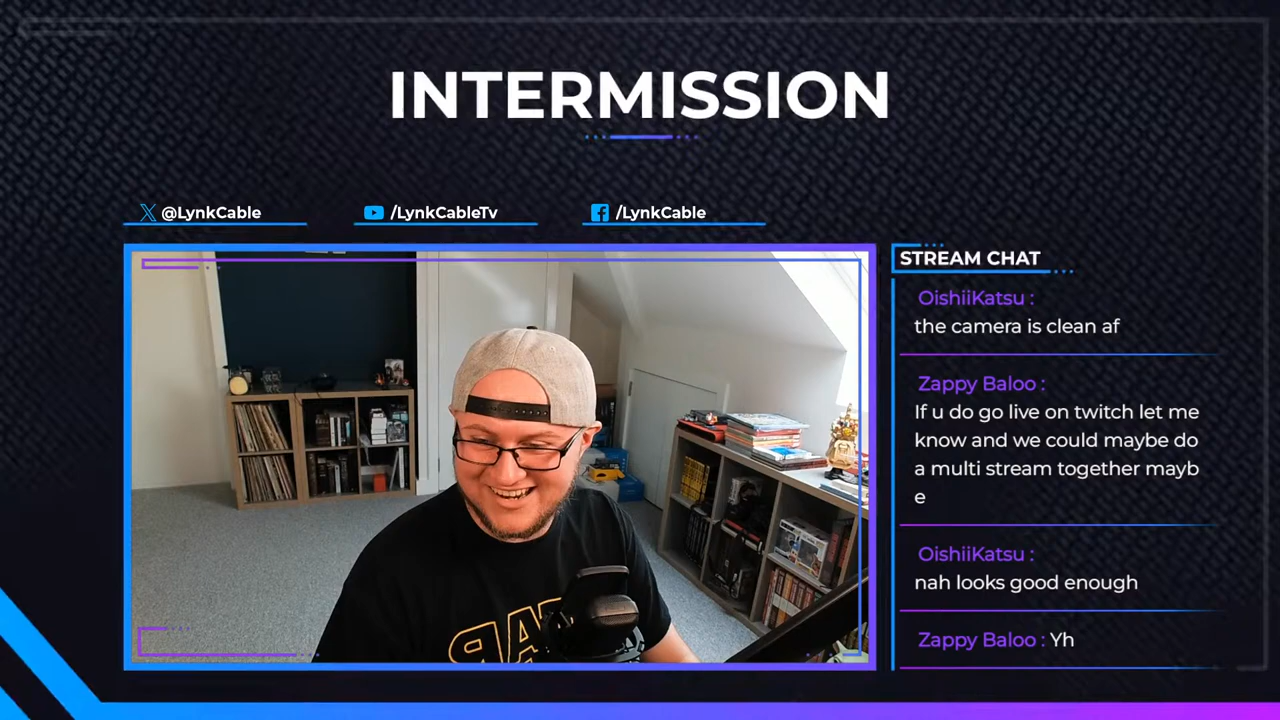 INTERMISSION
@LynkCable
/LynkCableTv
/LynkCable
STREAM CHAT
OishiiKatsu :
the camera is clean af
Zappy Baloo :
If u do go live on twitch let me
know and we could maybe do
a multi stream together mayb
e
OishiiKatsu :
nah looks good enough
Zappy Baloo : Yh